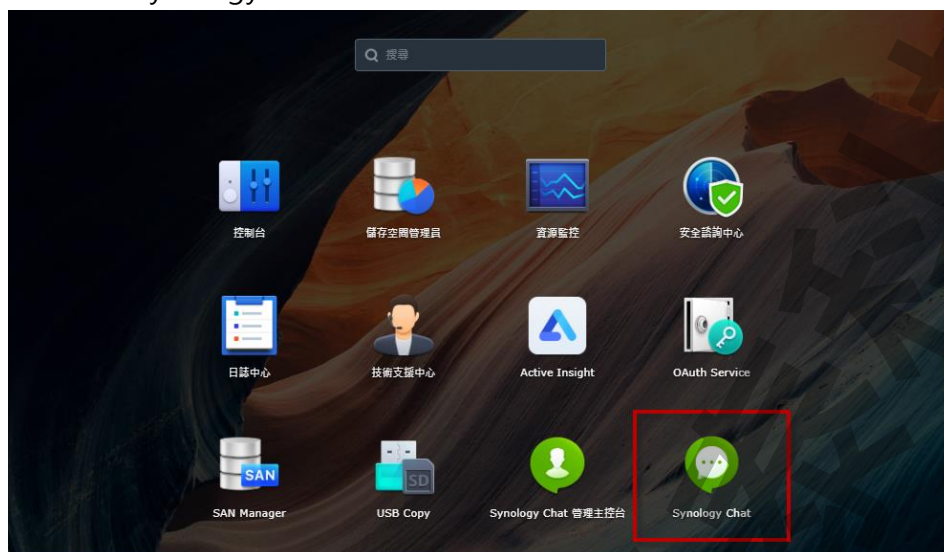 搜尋
控制台
儲存空間管理員
資源監控
安全諮詢中心
日誌中心
技術支援中心
Active Insight
OAuth Service
SAN
SD
SAN Manager
USB Copy
Synology Chat 管理主控台
Synology Chat